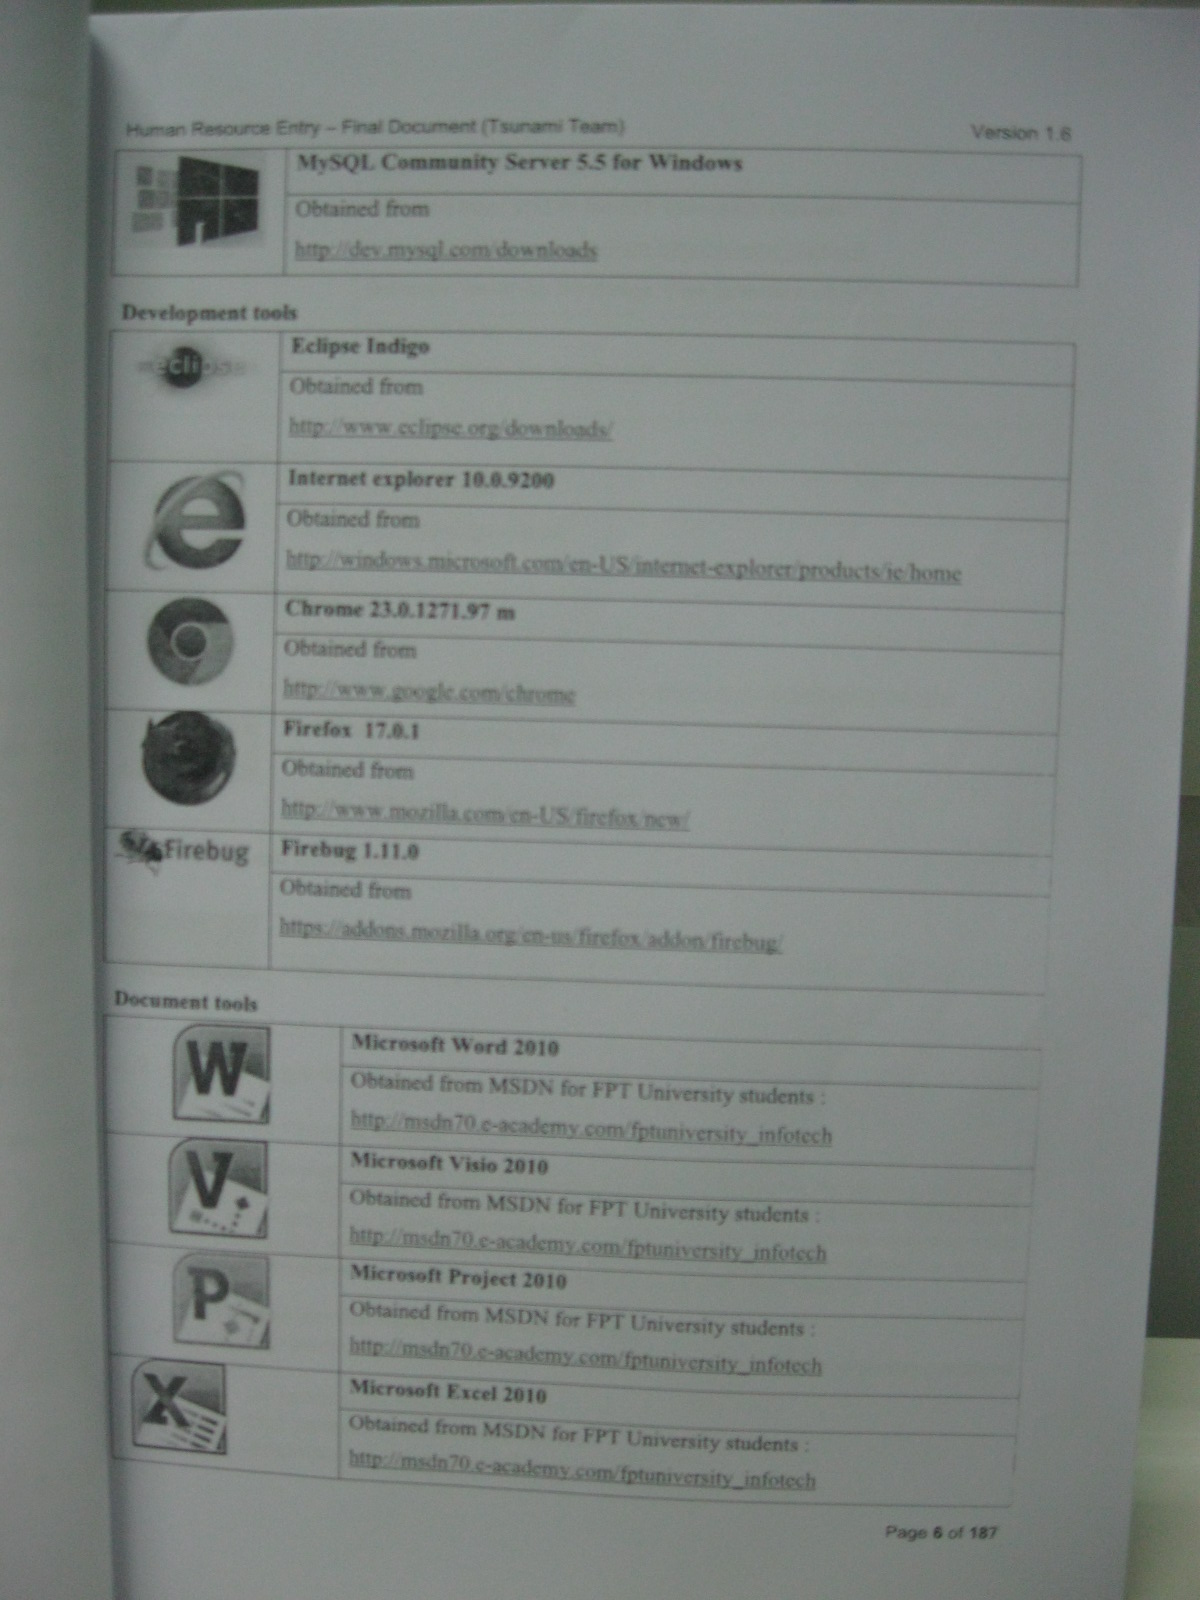 Human Resource Entry – Final Document (Tsunami Team) Version 1.6
MySQL Community Server 5.5 for Windows
Obtained from
http://dev.mysql.com/downloads
Development tools
eclipse
Eclipse Indigo
Obtained from
http://www.eclipse.org/downloads/
Internet explorer 10.0.9200
Obtained from
http://windows.microsoft.com/en-US/internet-explorer/products/ie/home
Chrome 23.0.1271.97 m
Obtained from
http://www.google.com/chrome
Firefox 17.0.1
Obtained from
http://www.mozilla.com/en-US/firefox/new/
Firebug
Firebug 1.11.0
Obtained from
https://addons.mozilla.org/en-us/firefox/addon/firebug/
Document tools
W
Microsoft Word 2010
Obtained from MSDN for FPT University students :
http://msdn70.e-academy.com/fptuniversity_infotech
V
Microsoft Visio 2010
Obtained from MSDN for FPT University students :
http://msdn70.e-academy.com/fptuniversity_infotech
P
Microsoft Project 2010
Obtained from MSDN for FPT University students :
http://msdn70.e-academy.com/fptuniversity_infotech
X
Microsoft Excel 2010
Obtained from MSDN for FPT University students :
http://msdn70.e-academy.com/fptuniversity_infotech
Page 6 of 187